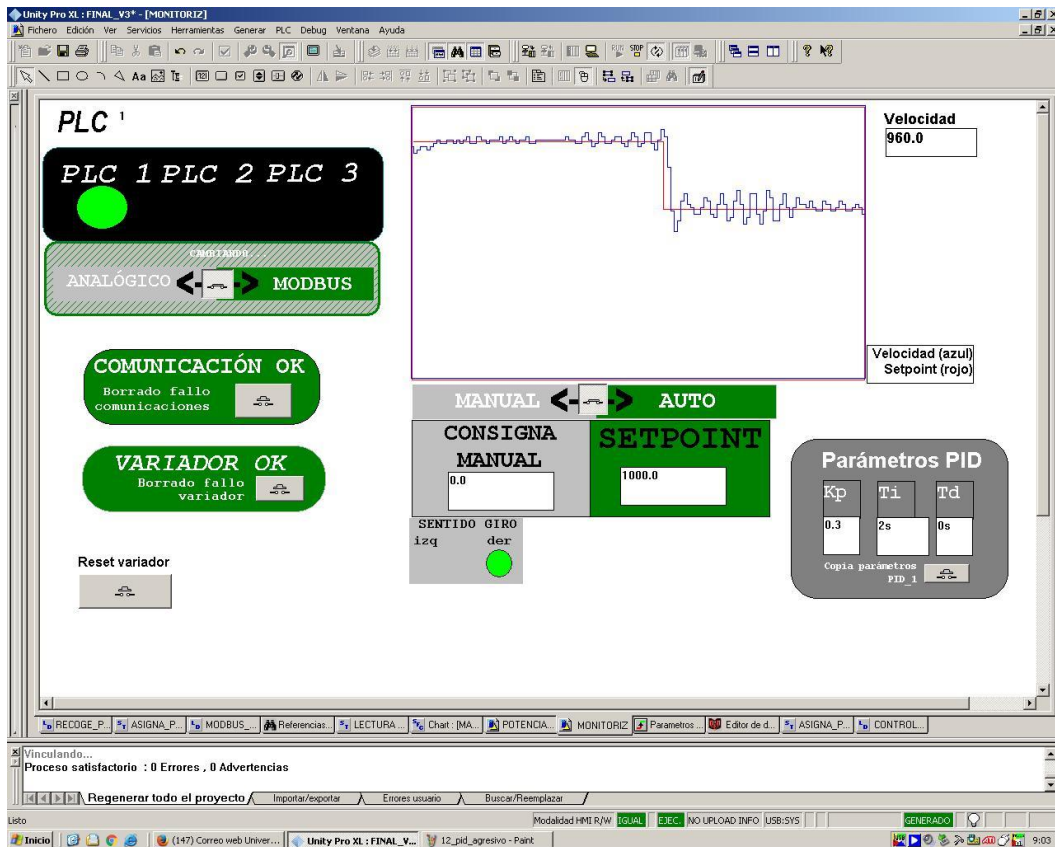 Unity Pro XL : FINAL_V3* - [MONITORIZ]
Fichero Edición Ver Servicios Herramientas Generar PLC Debug Ventana Ayuda
PLC 1
PLC 1 PLC 2 PLC 3
CAMBIANDO...
ANALÓGICO <- -> MODBUS
COMUNICACIÓN OK
Borrado fallo
comunicaciones
VARIADOR OK
Borrado fallo
variador
Reset variador
Velocidad
960.0
Velocidad (azul)
Setpoint (rojo)
MANUAL <- -> AUTO
CONSIGNA
MANUAL
0.0
SETPOINT
1000.0
SENTIDO GIRO
izq der
Parámetros PID
Kp Ti Td
0.3 2s 0s
Copia parámetros
PID_1
RECOGE_P... ASIGNA_P... MODBUS_... Referencias... LECTURA ... Chart : [MA... POTENCIA... MONITORIZ Parametros ... Editor de d... ASIGNA_P... CONTROL...
Vinculando...
Proceso satisfactorio : 0 Errores , 0 Advertencias
Regenerar todo el proyecto Importar/exportar Errores usuario Buscar/Reemplazar
Listo Modalidad HMI R/W IGUAL EJEC. NO UPLOAD INFO USB:SYS GENERADO
Inicio (147) Correo web Univer... Unity Pro XL : FINAL_V... 12_pid_agresivo - Paint 9:03